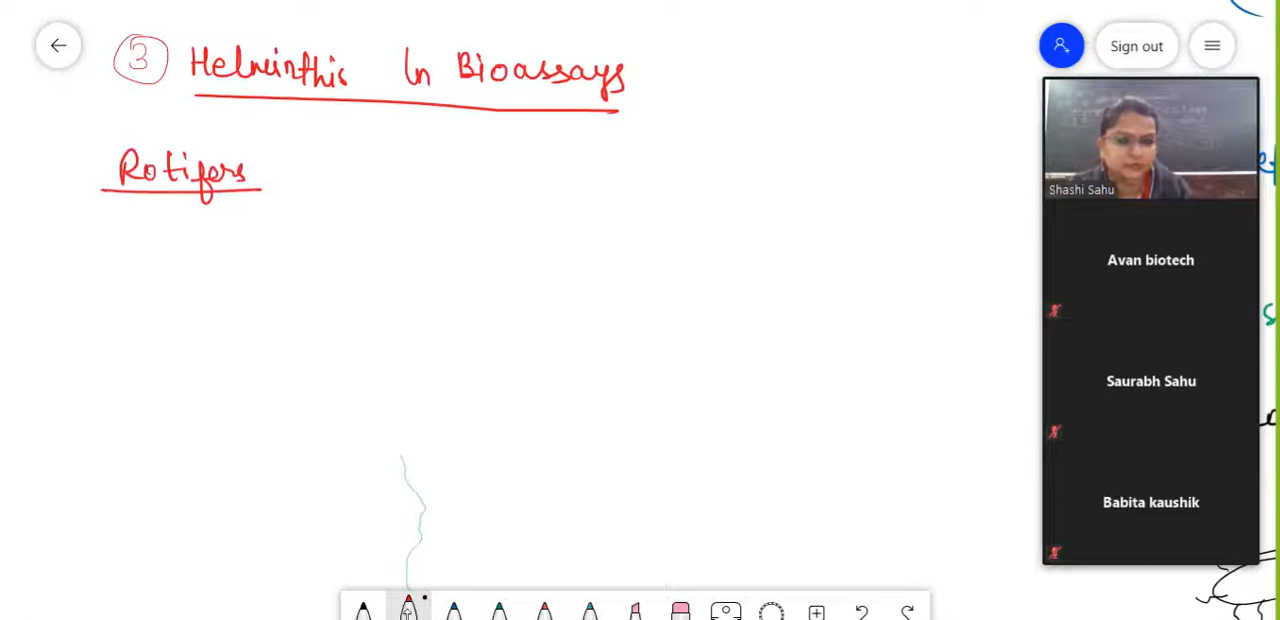 3 Helminthis In Bioassays
Rotifers
Sign out
Shashi Sahu
Avan biotech
Saurabh Sahu
Babita kaushik